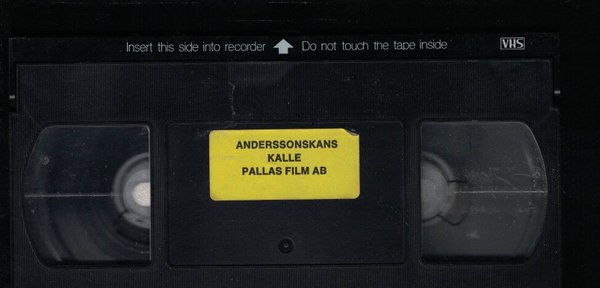 Insert this side into recorder Do not touch the tape inside VHS
ANDERSSONSKANS
KALLE
PALLAS FILM AB